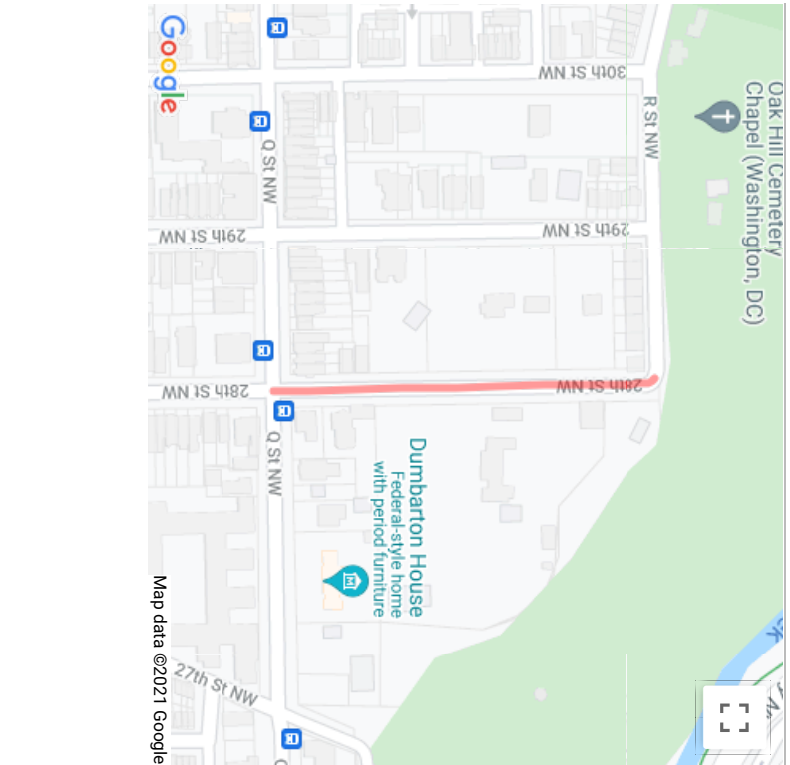 Google
30th St NW
R St NW
Oak Hill Cemetery
Chapel (Washington, DC)
Q St NW
29th St NW
29th St NW
28th St NW
28th St NW
Q St NW
Dumbarton House
Federal-style home
with period furniture
27th St NW
Map data ©2021 Google